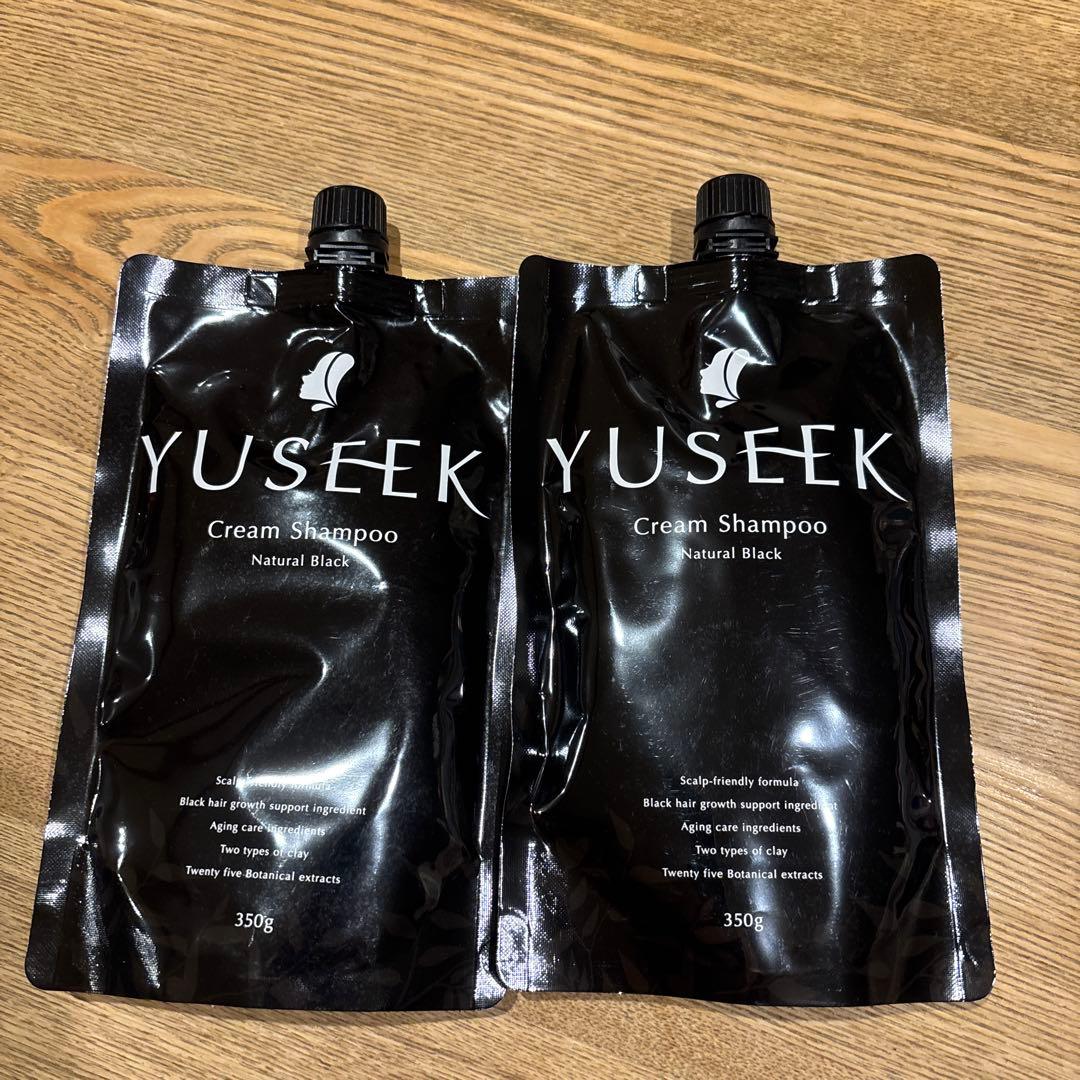 YUSEEK
Cream Shampoo
Natural Black
Scalp-friendly formula
Black hair growth support ingredient
Aging care ingredients
Two types of clay
Twenty five Botanical extracts
350g
YUSEEK
Cream Shampoo
Natural Black
Scalp-friendly formula
Black hair growth support ingredient
Aging care ingredients
Two types of clay
Twenty five Botanical extracts
350g